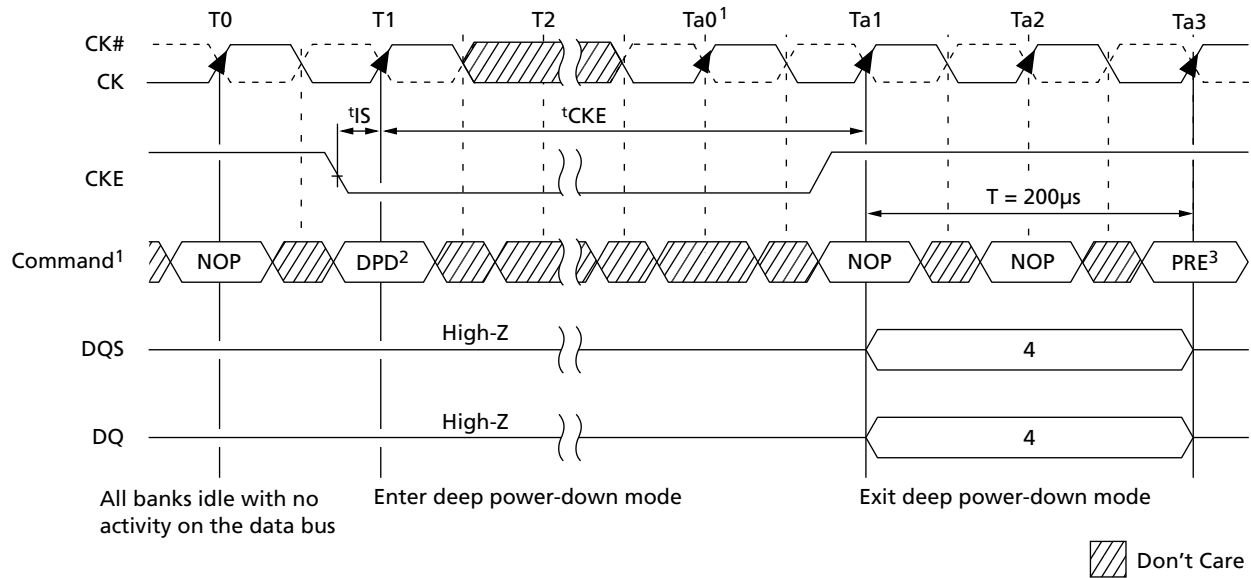 T0 T1 T2 Ta0¹ Ta1 Ta2 Ta3
CK#
CK
tIS tCKE
CKE
T = 200µs
Command¹ NOP DPD² NOP NOP PRE³
High-Z
DQS 4
High-Z
DQ 4
All banks idle with no
activity on the data bus
Enter deep power-down mode
Exit deep power-down mode
Don't Care